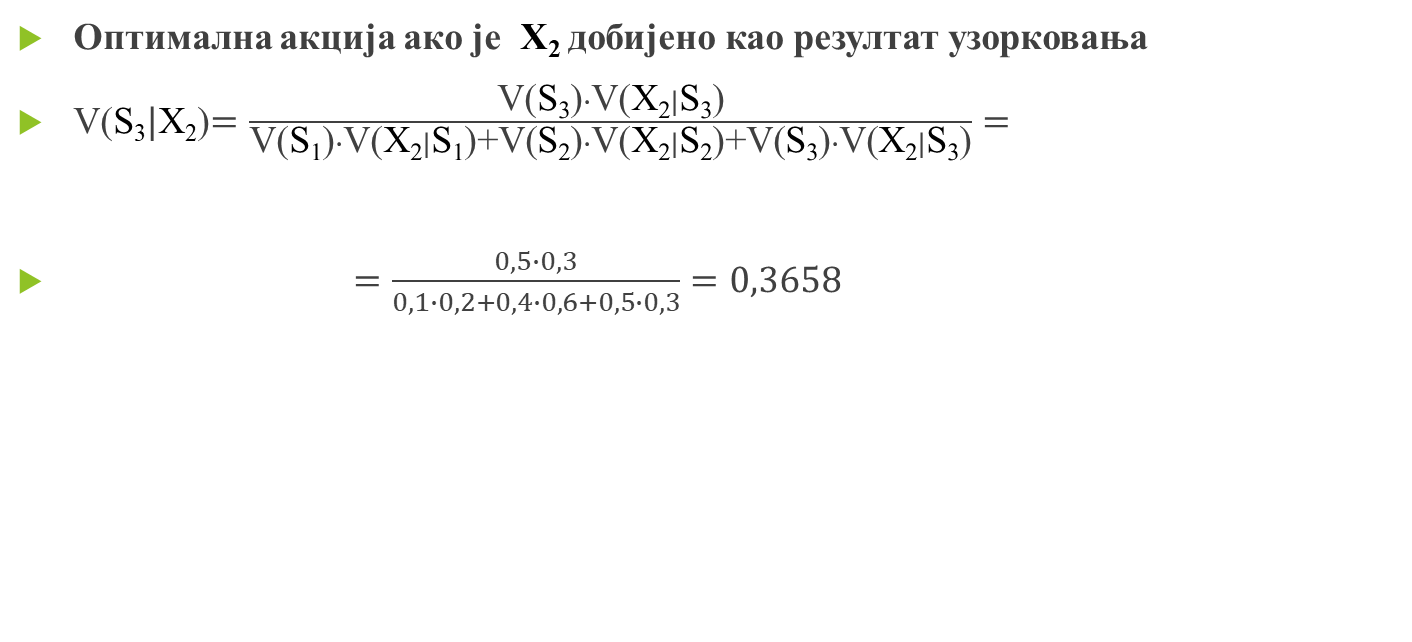 Оптимална акција ако је X₂ добијено као резултат узорковања
V(S₃|X₂)= V(S₃)·V(X₂|S₃) / V(S₁)·V(X₂|S₁)+V(S₂)·V(X₂|S₂)+V(S₃)·V(X₂|S₃) =
= 0,5·0,3 / 0,1·0,2+0,4·0,6+0,5·0,3 = 0,3658